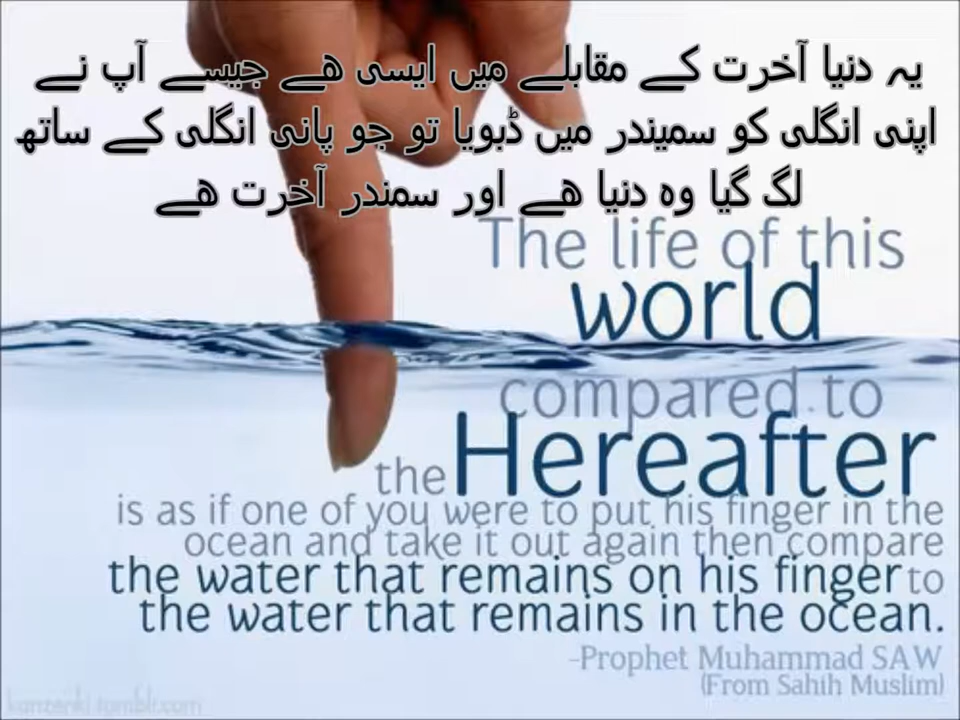 یہ دنیا آخرت کے مقابلے میں ایسی ھے جیسے آپ نے
اپنی انگلی کو سمیندر میں ڈبویا تو جو پانی انگلی کے ساتھ
لگ گیا وہ دنیا ھے اور سمندر آخرت ھے
The life of this
world
compared to
the Hereafter
is as if one of you were to put his finger in the
ocean and take it out again then compare
the water that remains on his finger to
the water that remains in the ocean.
-Prophet Muhammad SAW
(From Sahih Muslim)